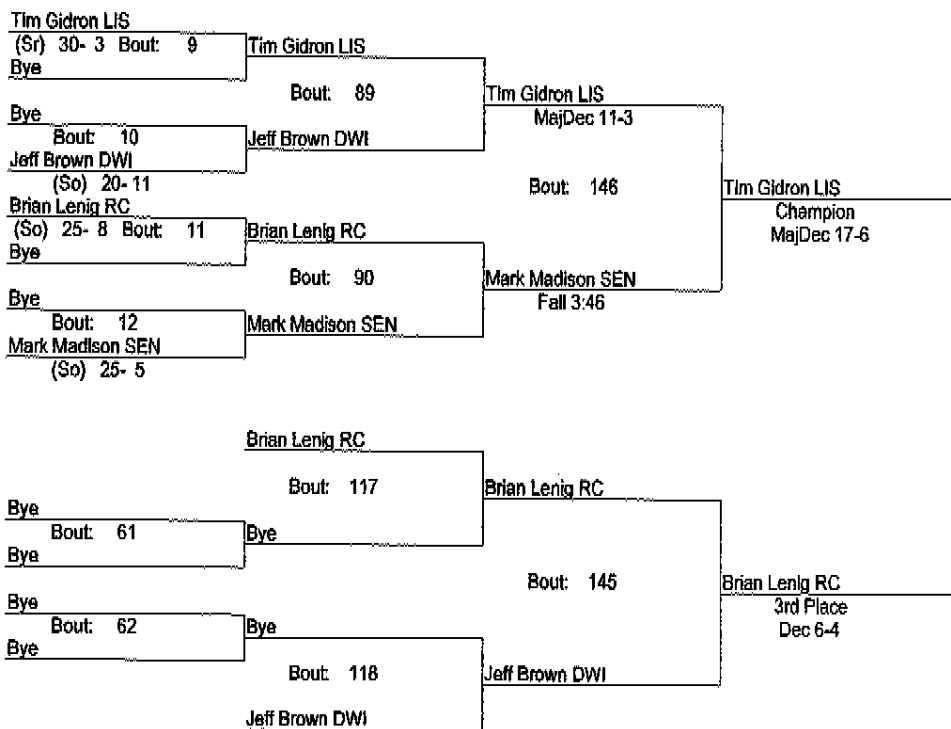 Tim Gidron LIS
(Sr) 30- 3 Bout: 9
Bye
Tim Gidron LIS
Bout: 89
Bye
Bout: 10
Jeff Brown DWI
(So) 20- 11
Jeff Brown DWI
Tim Gidron LIS
MajDec 11-3
Bout: 146
Brian Lenig RC
(So) 25- 8 Bout: 11
Bye
Brian Lenig RC
Bout: 90
Bye
Bout: 12
Mark Madison SEN
(So) 25- 5
Mark Madison SEN
Mark Madison SEN
Fall 3:46
Tim Gidron LIS
Champion
MajDec 17-6
Brian Lenig RC
Bout: 117
Bye
Bout: 61
Bye
Bye
Brian Lenig RC
Bout: 145
Bye
Bout: 62
Bye
Bye
Bout: 118
Jeff Brown DWI
Jeff Brown DWI
Brian Lenig RC
3rd Place
Dec 6-4